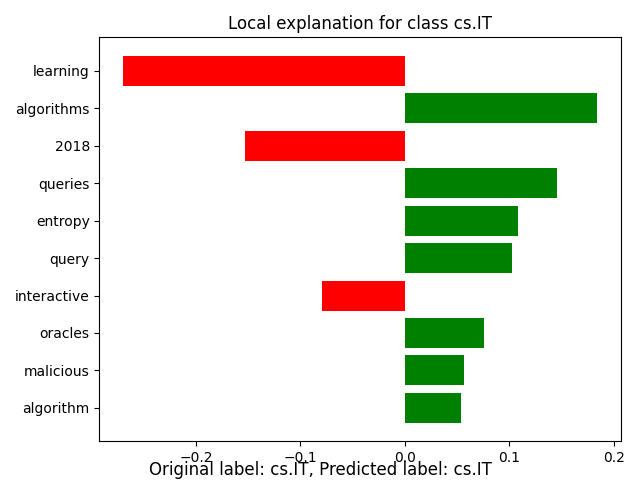 Local explanation for class cs.IT
learning
algorithms
2018
queries
entropy
query
interactive
oracles
malicious
algorithm
−0.2 −0.1 0.0 0.1 0.2
Original label: cs.IT, Predicted label: cs.IT